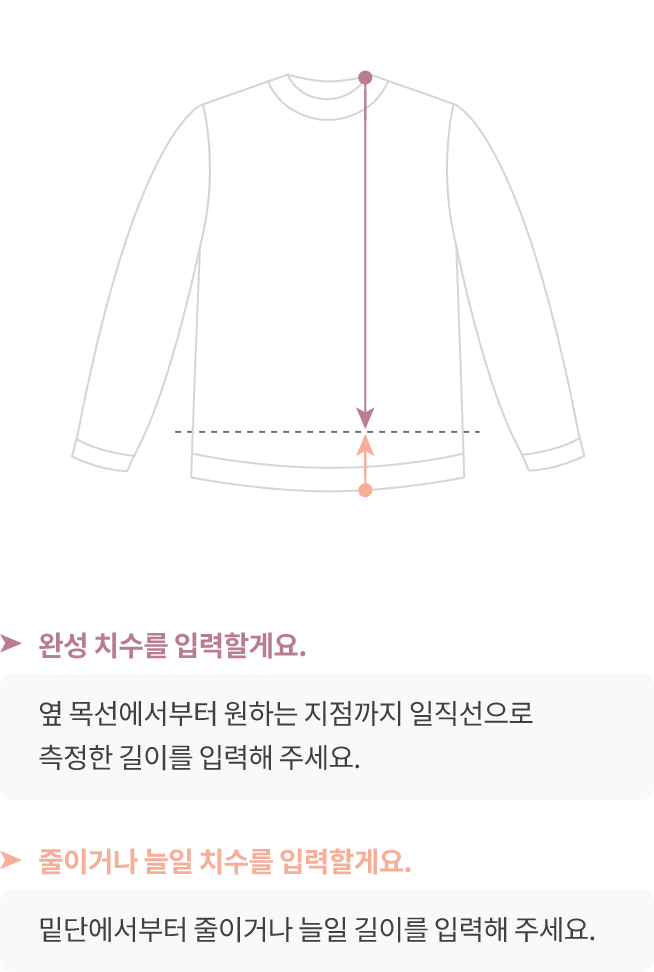 완성 치수를 입력할게요.
옆 목선에서부터 원하는 지점까지 일직선으로
측정한 길이를 입력해 주세요.
줄이거나 늘일 치수를 입력할게요.
밑단에서부터 줄이거나 늘일 길이를 입력해 주세요.